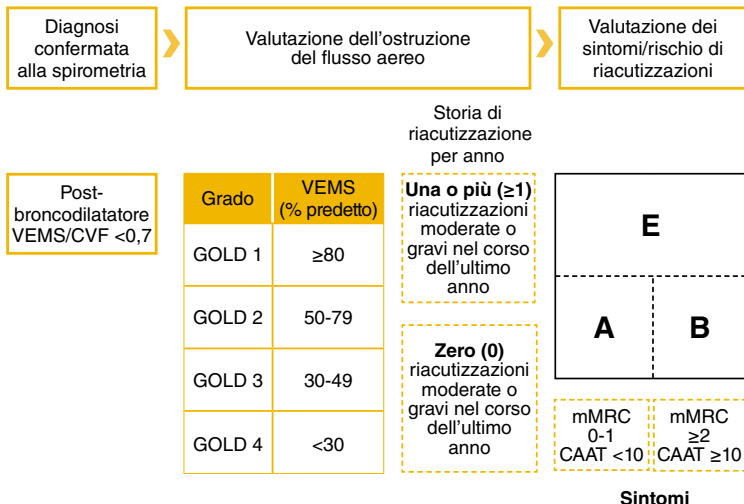 Diagnosi
confermata
alla spirometria
Valutazione dell'ostruzione
del flusso aereo
Valutazione dei
sintomi/rischio di
riacutizzazioni
Storia di
riacutizzazione
per anno
Post-
broncodilatatore
VEMS/CVF <0,7
Grado VEMS
(% predetto)
GOLD 1 ≥80
GOLD 2 50-79
GOLD 3 30-49
GOLD 4 <30
Una o più (≥1)
riacutizzazioni
moderate o
gravi nel corso
dell'ultimo
anno
Zero (0)
riacutizzazioni
moderate o
gravi nel corso
dell'ultimo
anno
E
A B
mMRC
0-1
CAAT <10
mMRC
≥2
CAAT ≥10
Sintomi